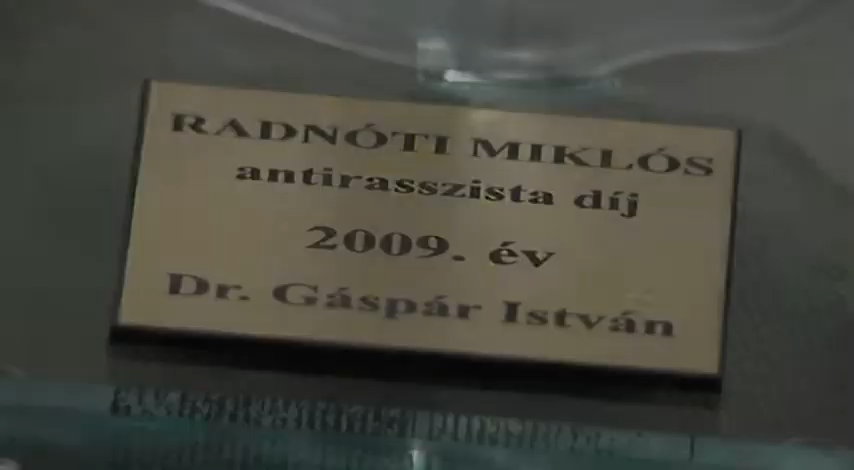 RADNÓTI MIKLÓS
antirasszista díj
2009. év
Dr. Gáspár István